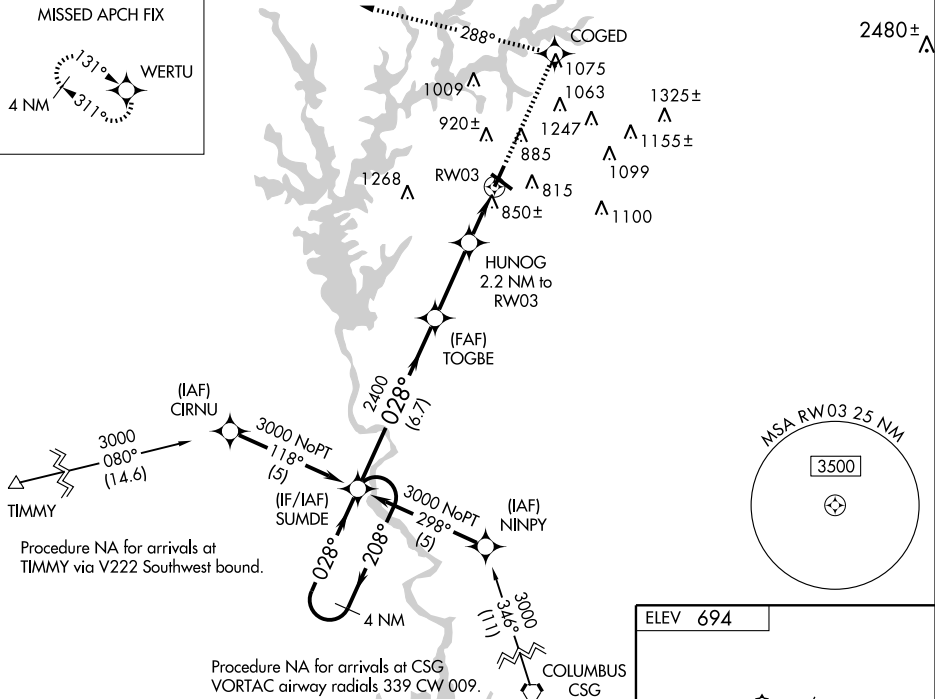 MISSED APCH FIX
131°
WERTU
4 NM
311°
288°
COGED
2480±
1075
1009
1063
1325±
920±
1247
1155±
885
1099
RW03
1268
815
850±
1100
HUNOG
2.2 NM to
RW03
(FAF)
TOGBE
2400
028°
(6.7)
(IAF)
CIRNU
3000
080°
(14.6)
3000 NoPT
118°
(5)
TIMMY
(IF/IAF)
SUMDE
3000 NoPT
298°
(5)
(IAF)
NINPY
MSA RW03 25 NM
3500
Procedure NA for arrivals at
TIMMY via V222 Southwest bound.
028°
208°
4 NM
3000
346°
(11)
ELEV 694
Procedure NA for arrivals at CSG
VORTAC airway radials 339 CW 009.
COLUMBUS
CSG